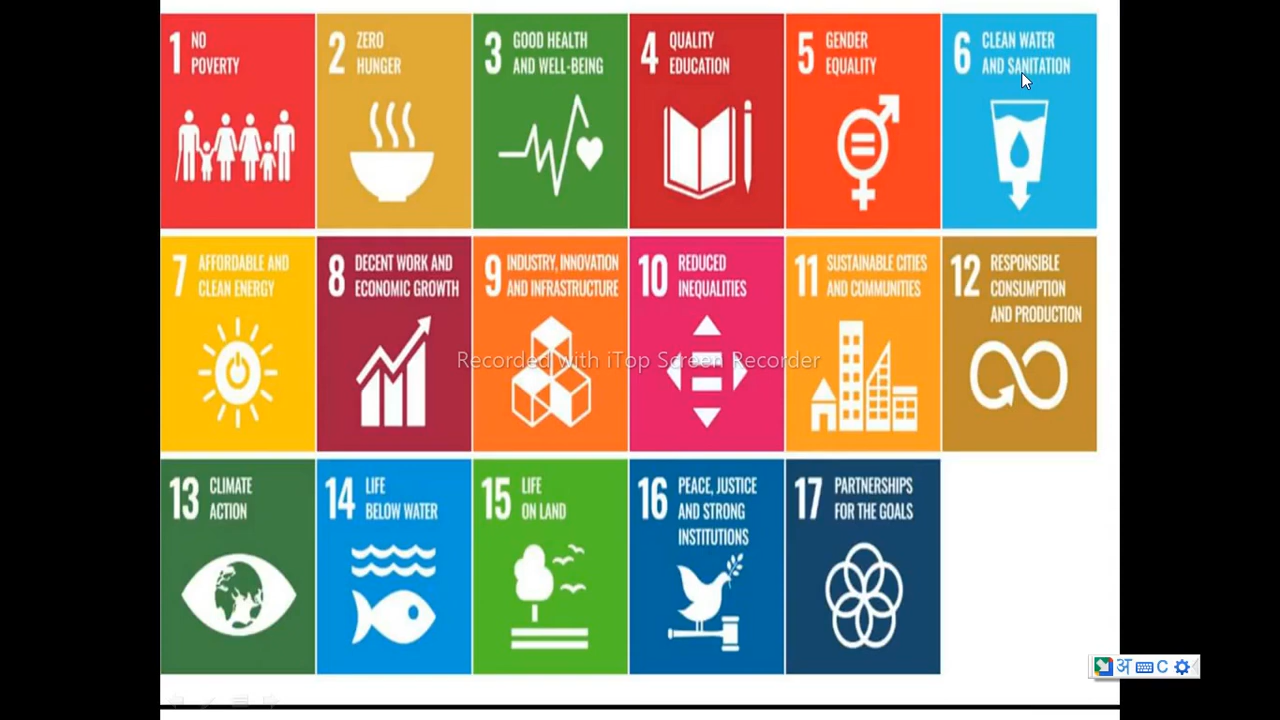 1 NO
POVERTY
2 ZERO
HUNGER
3 GOOD HEALTH
AND WELL-BEING
4 QUALITY
EDUCATION
5 GENDER
EQUALITY
6 CLEAN WATER
AND SANITATION
7 AFFORDABLE AND
CLEAN ENERGY
8 DECENT WORK AND
ECONOMIC GROWTH
9 INDUSTRY, INNOVATION
AND INFRASTRUCTURE
10 REDUCED
INEQUALITIES
11 SUSTAINABLE CITIES
AND COMMUNITIES
12 RESPONSIBLE
CONSUMPTION
AND PRODUCTION
Recorded with iTop Screen Recorder
13 CLIMATE
ACTION
14 LIFE
BELOW WATER
15 LIFE
ON LAND
16 PEACE, JUSTICE
AND STRONG
INSTITUTIONS
17 PARTNERSHIPS
FOR THE GOALS
अ C